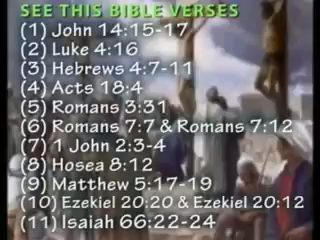 SEE THIS BIBLE VERSES
(1) John 14:15-17
(2) Luke 4:16
(3) Hebrews 4:7-11
(4) Acts 18:4
(5) Romans 3:31
(6) Romans 7:7 & Romans 7:12
(7) 1 John 2:3-4
(8) Hosea 8:12
(9) Matthew 5:17-19
(10) Ezekiel 20:20 & Ezekiel 20:12
(11) Isaiah 66:22-24